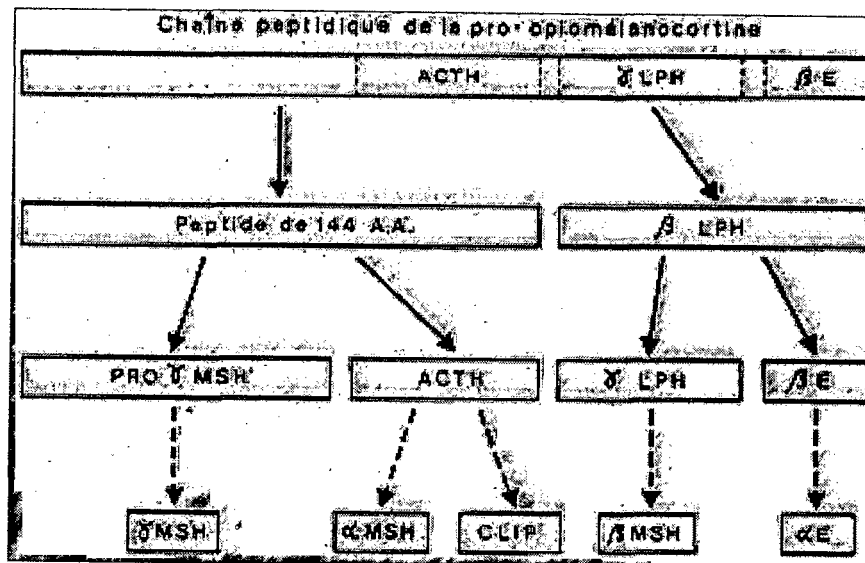 Chaîne peptidique de la pro-opiomélanocortine
ACTH ɣ LPH β E
Peptide de 144 A.A. β LPH
PRO ɣ MSH ACTH ɣ LPH β E
ɣ MSH α MSH CLIP β MSH α E